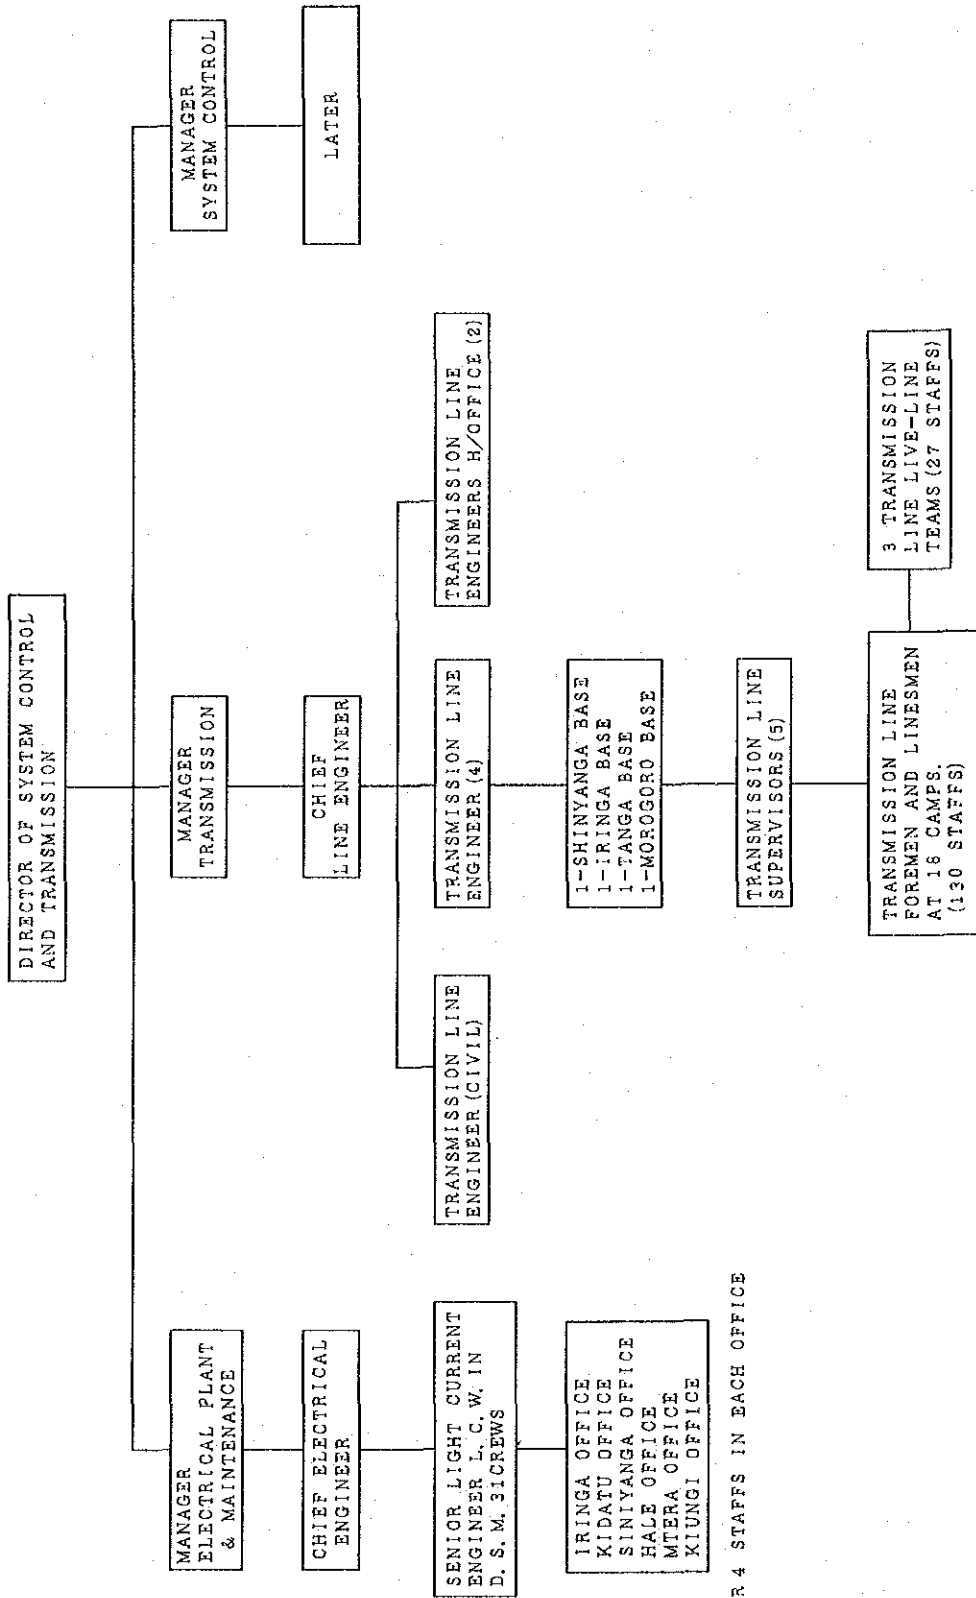 DIRECTOR OF SYSTEM CONTROL
AND TRANSMISSION
MANAGER
ELECTRICAL PLANT
& MAINTENANCE
MANAGER
TRANSMISSION
MANAGER
SYSTEM CONTROL
CHIEF ELECTRICAL
ENGINEER
CHIEF
LINE ENGINEER
LATER
SENIOR LIGHT CURRENT
ENGINEER L. C. W. IN
D. S. M. 31CREWS
TRANSMISSION LINE
ENGINEER (CIVIL)
TRANSMISSION LINE
ENGINEER (4)
TRANSMISSION LINE
ENGINEERS H/OFFICE (2)
IRINGA OFFICE
KIDATU OFFICE
SINIYANGA OFFICE
HALE OFFICE
MTERA OFFICE
KIUNGI OFFICE
1-SHINYANGA BASE
1-IRINGA BASE
1-TANGA BASE
1-MOROGORO BASE
R 4 STAFFS IN EACH OFFICE
TRANSMISSION LINE
SUPERVISORS (5)
TRANSMISSION LINE
FOREMEN AND LINESMEN
AT 18 CAMPS.
(130 STAFFS)
3 TRANSMISSION
LINE LIVE-LINE
TEAMS (27 STAFFS)